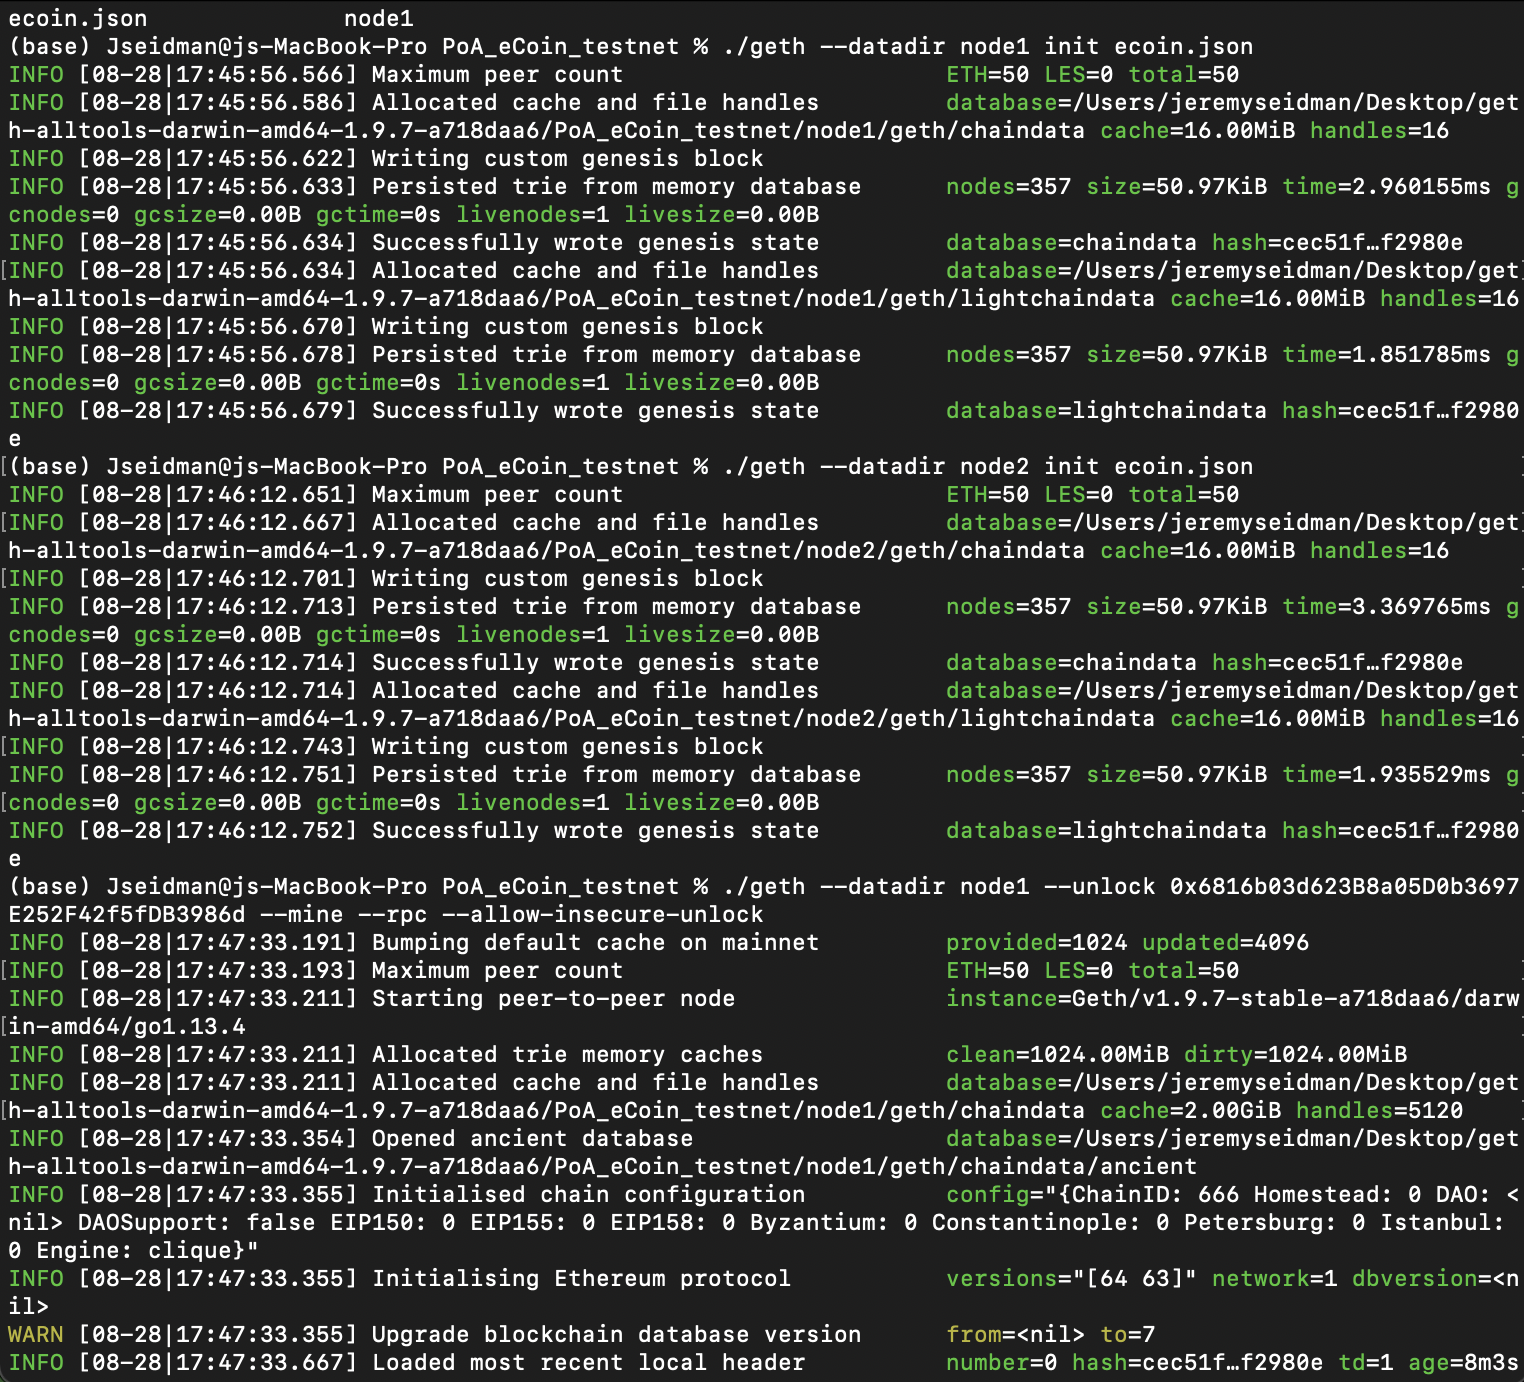 ecoin.json              node1
(base) Jseidman@js-MacBook-Pro PoA_eCoin_testnet % ./geth --datadir node1 init ecoin.json
INFO [08-28|17:45:56.566] Maximum peer count                       ETH=50 LES=0 total=50
INFO [08-28|17:45:56.586] Allocated cache and file handles         database=/Users/jeremyseidman/Desktop/get
h-alltools-darwin-amd64-1.9.7-a718daa6/PoA_eCoin_testnet/node1/geth/chaindata cache=16.00MiB handles=16
INFO [08-28|17:45:56.622] Writing custom genesis block
INFO [08-28|17:45:56.633] Persisted trie from memory database      nodes=357 size=50.97KiB time=2.960155ms g
cnodes=0 gcsize=0.00B gctime=0s livenodes=1 livesize=0.00B
INFO [08-28|17:45:56.634] Successfully wrote genesis state         database=chaindata hash=cec51f…f2980e
[INFO [08-28|17:45:56.634] Allocated cache and file handles         database=/Users/jeremyseidman/Desktop/get]
h-alltools-darwin-amd64-1.9.7-a718daa6/PoA_eCoin_testnet/node1/geth/lightchaindata cache=16.00MiB handles=16
INFO [08-28|17:45:56.670] Writing custom genesis block
INFO [08-28|17:45:56.678] Persisted trie from memory database      nodes=357 size=50.97KiB time=1.851785ms g
cnodes=0 gcsize=0.00B gctime=0s livenodes=1 livesize=0.00B
INFO [08-28|17:45:56.679] Successfully wrote genesis state         database=lightchaindata hash=cec51f…f2980
e
[(base) Jseidman@js-MacBook-Pro PoA_eCoin_testnet % ./geth --datadir node2 init ecoin.json ]
INFO [08-28|17:46:12.651] Maximum peer count                       ETH=50 LES=0 total=50
[INFO [08-28|17:46:12.667] Allocated cache and file handles         database=/Users/jeremyseidman/Desktop/get]
h-alltools-darwin-amd64-1.9.7-a718daa6/PoA_eCoin_testnet/node2/geth/chaindata cache=16.00MiB handles=16
[INFO [08-28|17:46:12.701] Writing custom genesis block ]
INFO [08-28|17:46:12.713] Persisted trie from memory database      nodes=357 size=50.97KiB time=3.369765ms g
cnodes=0 gcsize=0.00B gctime=0s livenodes=1 livesize=0.00B
INFO [08-28|17:46:12.714] Successfully wrote genesis state         database=chaindata hash=cec51f…f2980e
INFO [08-28|17:46:12.714] Allocated cache and file handles         database=/Users/jeremyseidman/Desktop/get
h-alltools-darwin-amd64-1.9.7-a718daa6/PoA_eCoin_testnet/node2/geth/lightchaindata cache=16.00MiB handles=16
[INFO [08-28|17:46:12.743] Writing custom genesis block ]
INFO [08-28|17:46:12.751] Persisted trie from memory database      nodes=357 size=50.97KiB time=1.935529ms g
[cnodes=0 gcsize=0.00B gctime=0s livenodes=1 livesize=0.00B ]
INFO [08-28|17:46:12.752] Successfully wrote genesis state         database=lightchaindata hash=cec51f…f2980
e
(base) Jseidman@js-MacBook-Pro PoA_eCoin_testnet % ./geth --datadir node1 --unlock 0x6816b03d623B8a05D0b3697
E252F42f5fDB3986d --mine --rpc --allow-insecure-unlock
INFO [08-28|17:47:33.191] Bumping default cache on mainnet         provided=1024 updated=4096
[INFO [08-28|17:47:33.193] Maximum peer count                       ETH=50 LES=0 total=50 ]
INFO [08-28|17:47:33.211] Starting peer-to-peer node               instance=Geth/v1.9.7-stable-a718daa6/darw
[in-amd64/go1.13.4 ]
INFO [08-28|17:47:33.211] Allocated trie memory caches             clean=1024.00MiB dirty=1024.00MiB
INFO [08-28|17:47:33.211] Allocated cache and file handles         database=/Users/jeremyseidman/Desktop/get
[h-alltools-darwin-amd64-1.9.7-a718daa6/PoA_eCoin_testnet/node1/geth/chaindata cache=2.00GiB handles=5120 ]
INFO [08-28|17:47:33.354] Opened ancient database                  database=/Users/jeremyseidman/Desktop/get
h-alltools-darwin-amd64-1.9.7-a718daa6/PoA_eCoin_testnet/node1/geth/chaindata/ancient
INFO [08-28|17:47:33.355] Initialised chain configuration          config="{ChainID: 666 Homestead: 0 DAO: <
nil> DAOSupport: false EIP150: 0 EIP155: 0 EIP158: 0 Byzantium: 0 Constantinople: 0 Petersburg: 0 Istanbul:
0 Engine: clique}"
INFO [08-28|17:47:33.355] Initialising Ethereum protocol           versions="[64 63]" network=1 dbversion=<n
il>
WARN [08-28|17:47:33.355] Upgrade blockchain database version      from=<nil> to=7
INFO [08-28|17:47:33.667] Loaded most recent local header          number=0 hash=cec51f…f2980e td=1 age=8m3s